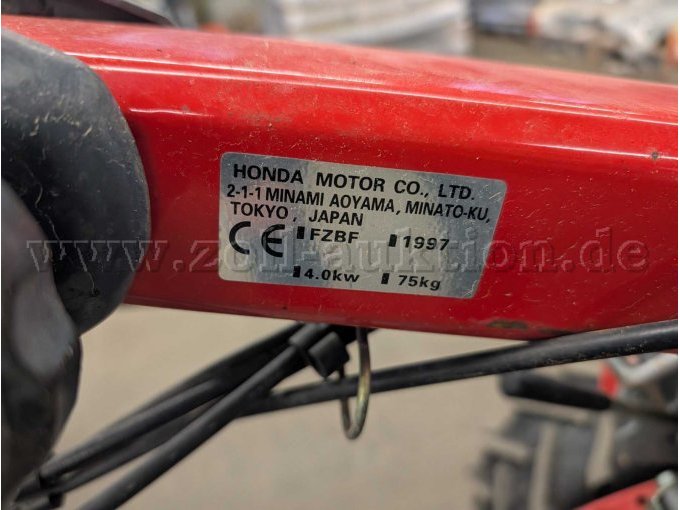 HONDA MOTOR CO., LTD.
2-1-1 MINAMI AOYAMA, MINATO-KU,
TOKYO, JAPAN
CE FZBF 1997
4.0kw 75kg
www.zoll-auktion.de